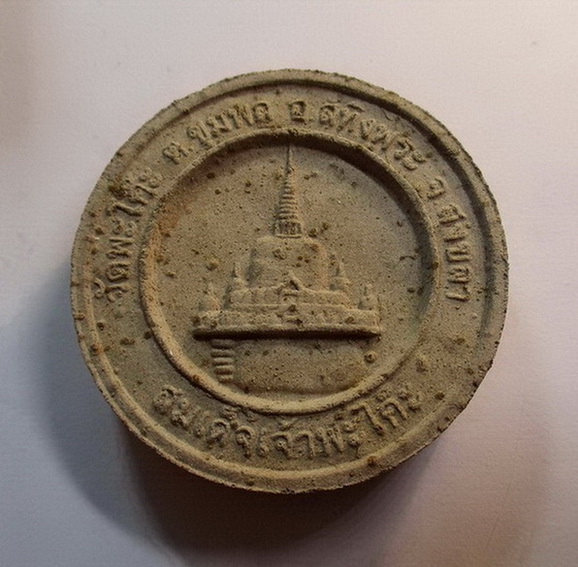 วัดพะโค๊ะ ต.ชุมพล อ.สทิงพระ จ.สงขลา
สมเด็จเจ้าพะโค๊ะ